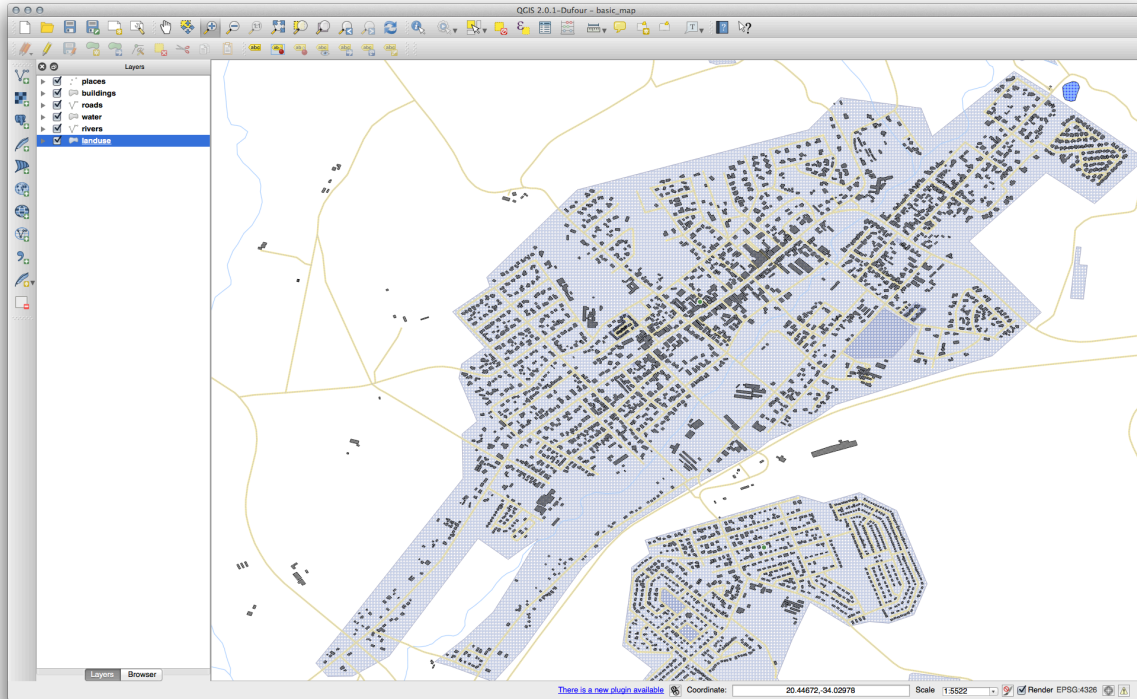 QGIS 2.0.1-Dufour - basic_map
Layers
places
buildings
roads
water
rivers
landuse
Layers
Browser
There is a new plugin available
Coordinate:
20.44672,-34.02978
Scale
1:5522
Render
EPSG:4326